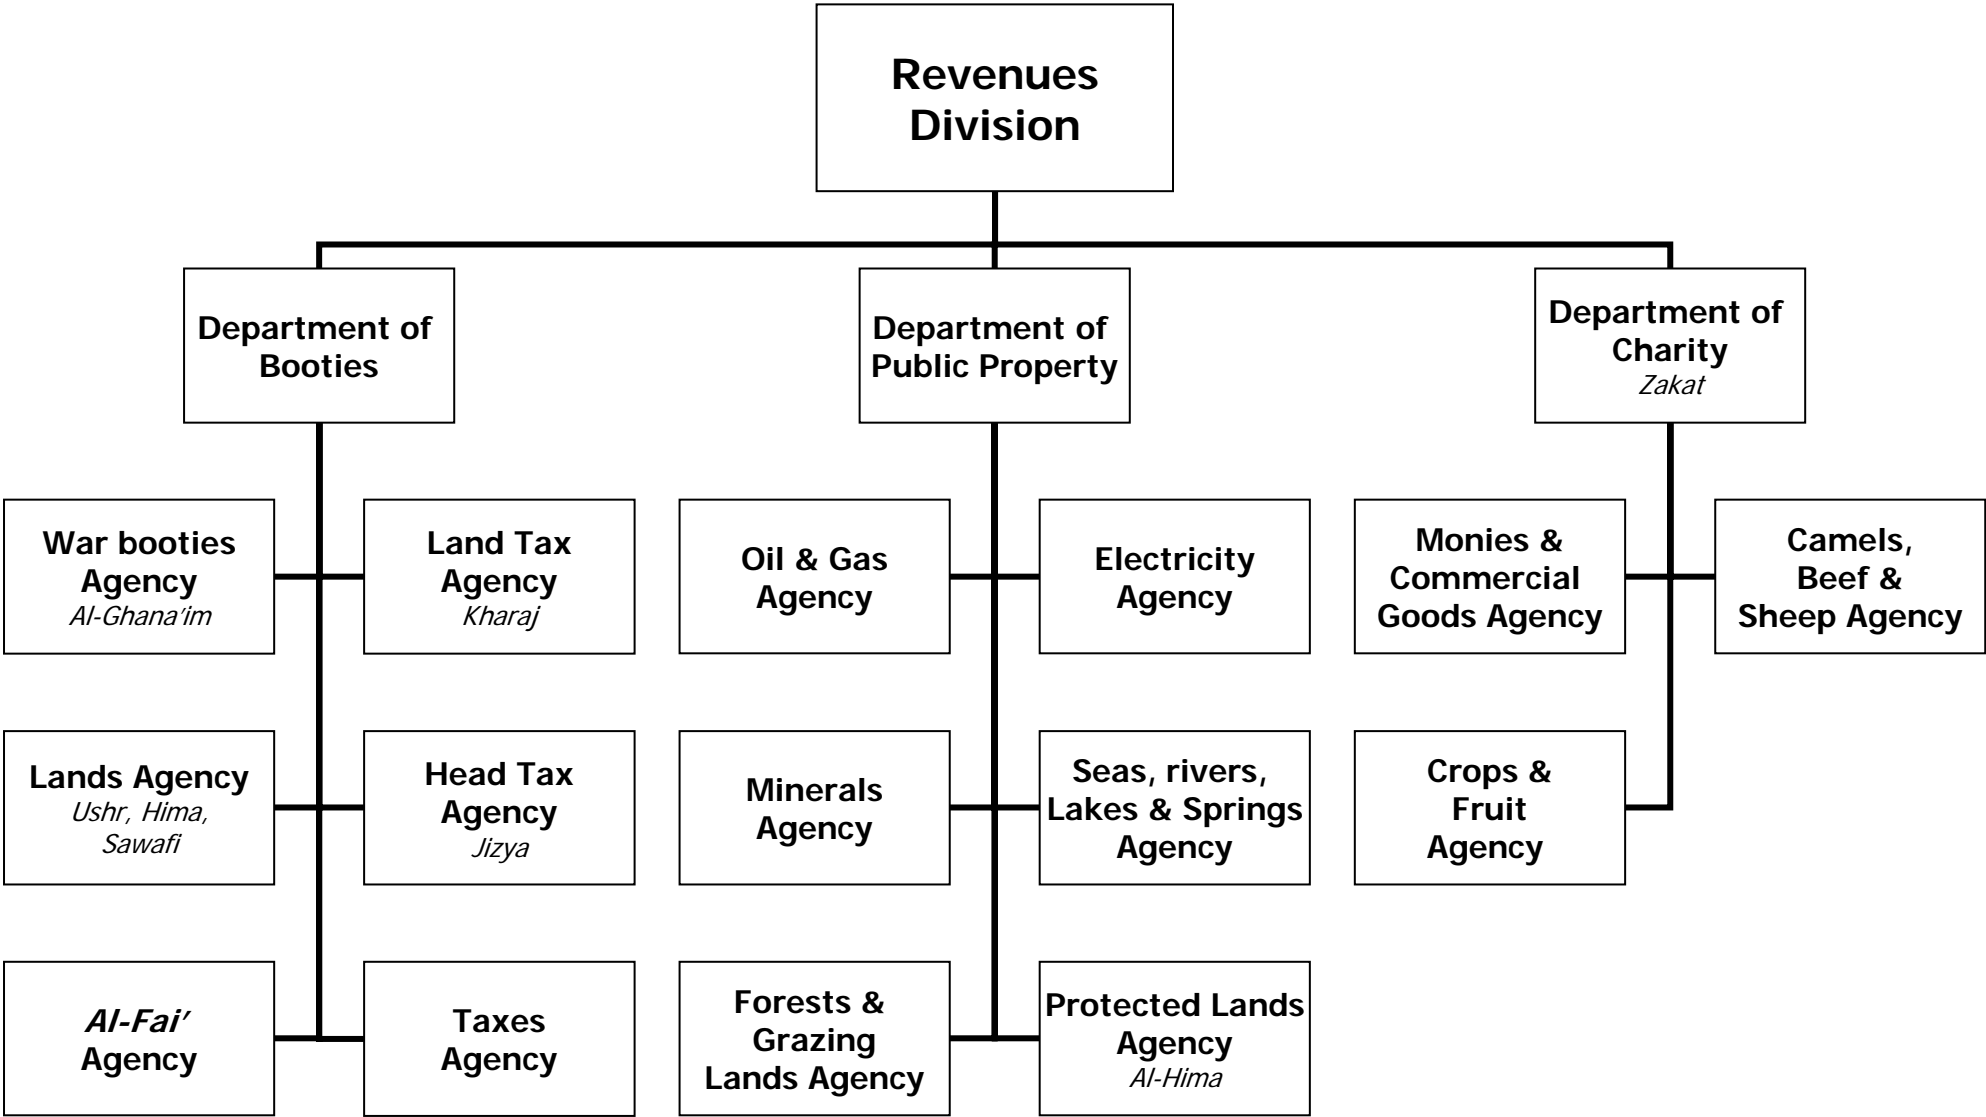 Revenues
Division
Department of
Booties
Department of
Public Property
Department of
Charity
Zakat
War booties
Agency
Al-Ghana’im
Land Tax
Agency
Kharaj
Oil & Gas
Agency
Electricity
Agency
Monies &
Commercial
Goods Agency
Camels,
Beef &
Sheep Agency
Lands Agency
Ushr, Hima,
Sawafi
Head Tax
Agency
Jizya
Minerals
Agency
Seas, rivers,
Lakes & Springs
Agency
Crops &
Fruit
Agency
Al-Fai’
Agency
Taxes
Agency
Forests &
Grazing
Lands Agency
Protected Lands
Agency
Al-Hima